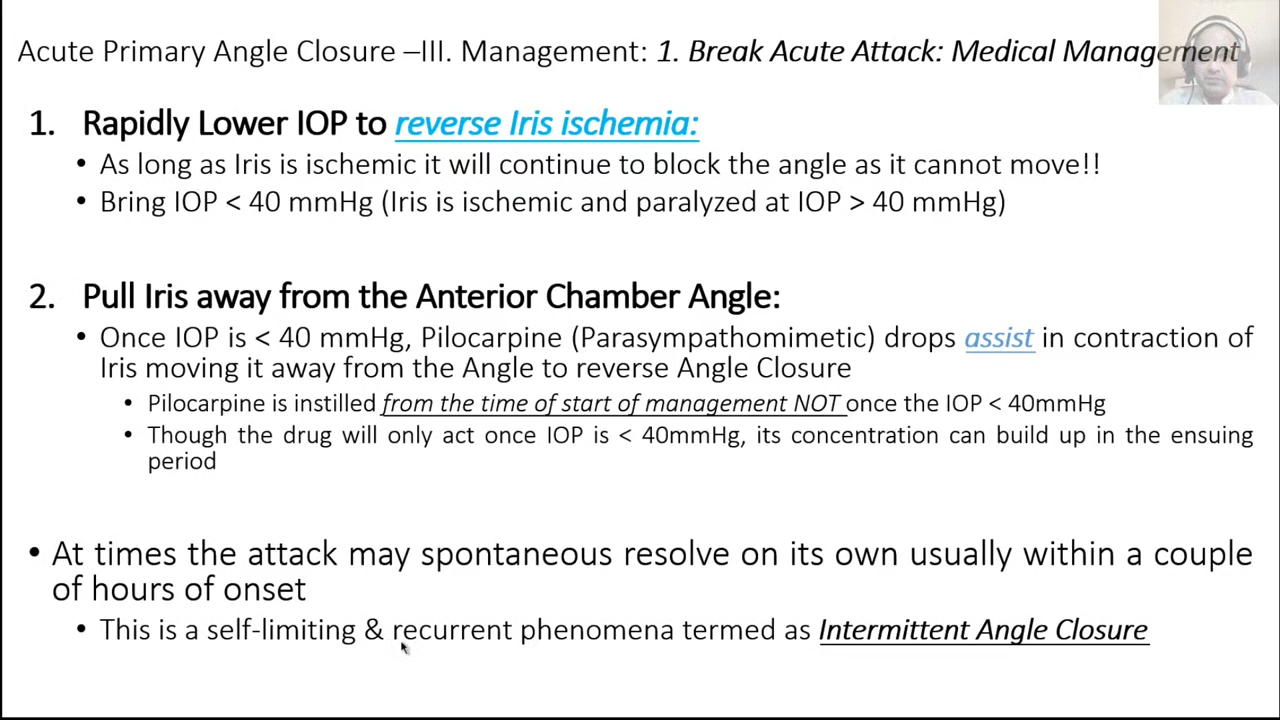 Acute Primary Angle Closure –III. Management: 1. Break Acute Attack: Medical Management
1. Rapidly Lower IOP to reverse Iris ischemia:
• As long as Iris is ischemic it will continue to block the angle as it cannot move!!
• Bring IOP < 40 mmHg (Iris is ischemic and paralyzed at IOP > 40 mmHg)
2. Pull Iris away from the Anterior Chamber Angle:
• Once IOP is < 40 mmHg, Pilocarpine (Parasympathomimetic) drops assist in contraction of
Iris moving it away from the Angle to reverse Angle Closure
• Pilocarpine is instilled from the time of start of management NOT once the IOP < 40mmHg
• Though the drug will only act once IOP is < 40mmHg, its concentration can build up in the ensuing
period
• At times the attack may spontaneous resolve on its own usually within a couple
of hours of onset
• This is a self-limiting & recurrent phenomena termed as Intermittent Angle Closure